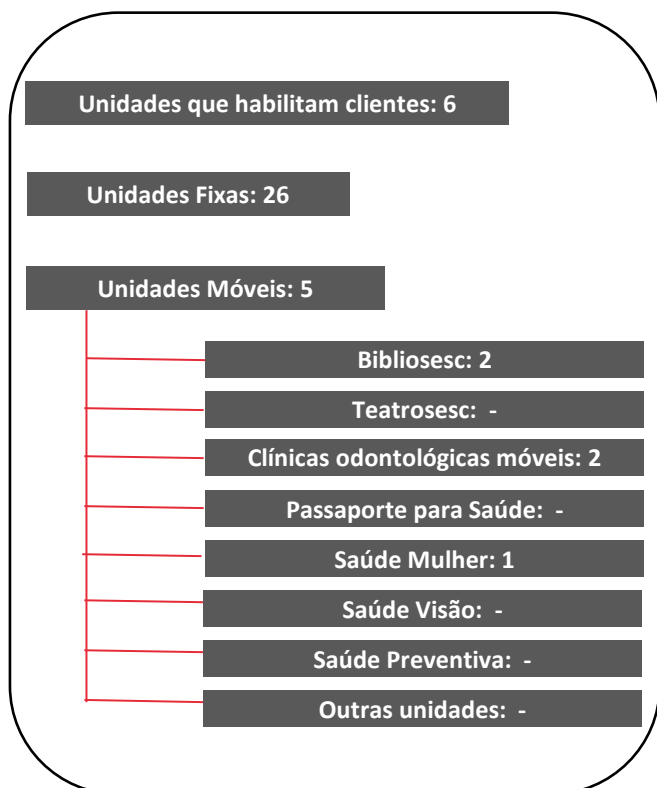 Unidades que habilitam clientes: 6
Unidades Fixas: 26
Unidades Móveis: 5
Bibliosesc: 2
Teatrosesc: -
Clínicas odontológicas móveis: 2
Passaporte para Saúde: -
Saúde Mulher: 1
Saúde Visão: -
Saúde Preventiva: -
Outras unidades: -